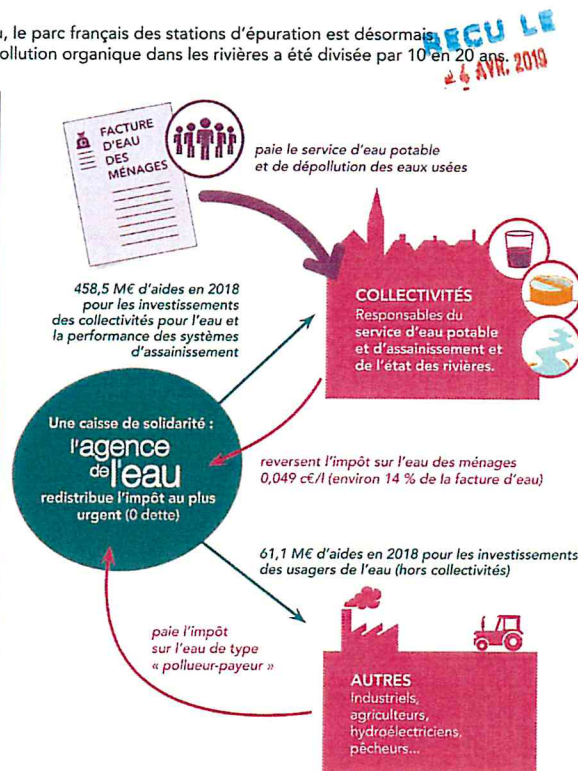 u, le parc français des stations d'épuration est désormais
ollution organique dans les rivières a été divisée par 10 en 20 ans.
REÇU LE
4 AVR. 2019
FACTURE
D'EAU
DES
MÉNAGES
paie le service d'eau potable
et de dépollution des eaux usées
458,5 M€ d'aides en 2018
pour les investissements
des collectivités pour l'eau et
la performance des systèmes
d'assainissement
COLLECTIVITÉS
Responsables du
service d'eau potable
et d'assainissement et
de l'état des rivières.
Une caisse de solidarité :
l'agence
de l'eau
redistribue l'impôt au plus
urgent (0 dette)
reversent l'impôt sur l'eau des ménages
0,049 c€/l (environ 14 % de la facture d'eau)
61,1 M€ d'aides en 2018 pour les investissements
des usagers de l'eau (hors collectivités)
paie l'impôt
sur l'eau de type
« pollueur-payeur »
AUTRES
Industriels,
agriculteurs,
hydroélectriciens,
pêcheurs...